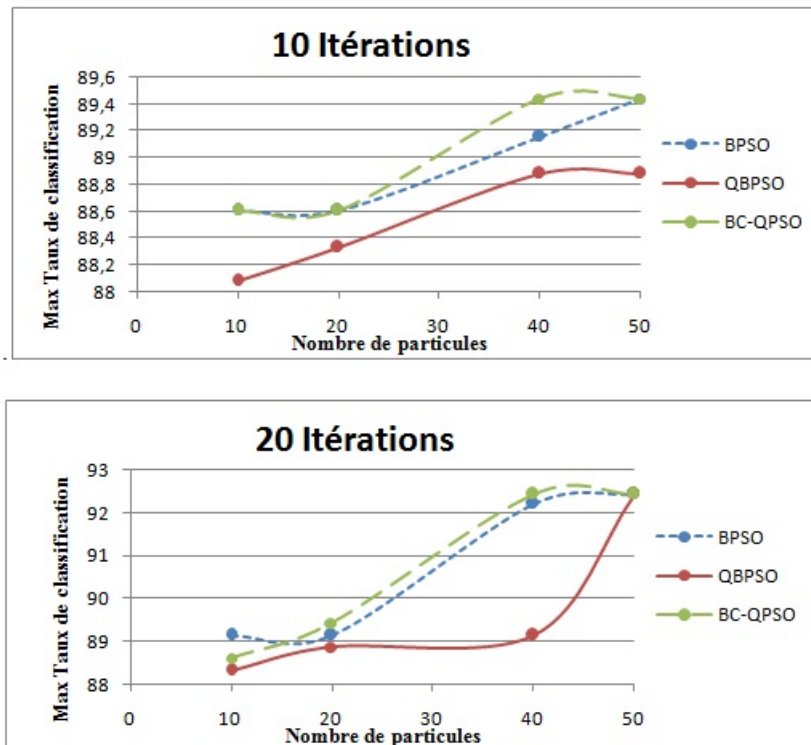 10 Itérations
Max Taux de classification
89,6
89,4
89,2
89
88,8
88,6
88,4
88,2
88
0 10 20 30 40 50
Nombre de particules
BPSO
QBPSO
BC-QPSO
20 Itérations
Max Taux de classification
93
92
91
90
89
88
0 10 20 30 40 50
Nombre de particules
BPSO
QBPSO
BC-QPSO